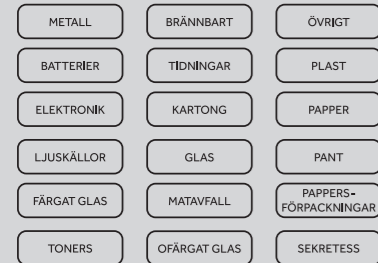 METALL
BRÄNNBART
ÖVRIGT
BATTERIER
TIDNINGAR
PLAST
ELEKTRONIK
KARTONG
PAPPER
LJUSKÄLLOR
GLAS
PANT
FÄRGAT GLAS
MATAVFALL
PAPPERS-
FÖRPACKNINGAR
TONERS
OFÄRGAT GLAS
SEKRETESS